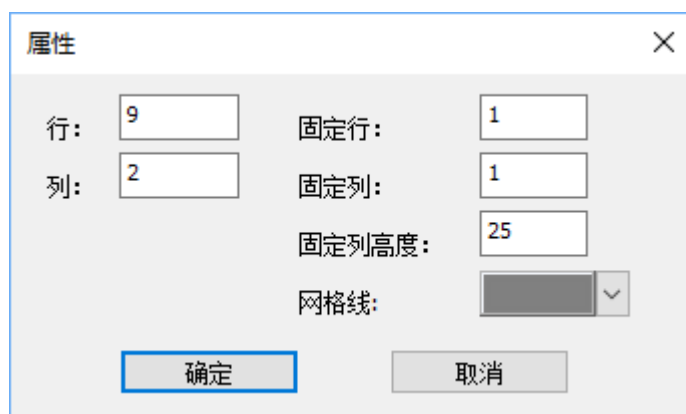 属性
行： 9 固定行： 1
列： 2 固定列： 1
固定列高度： 25
网格线:
确定 取消